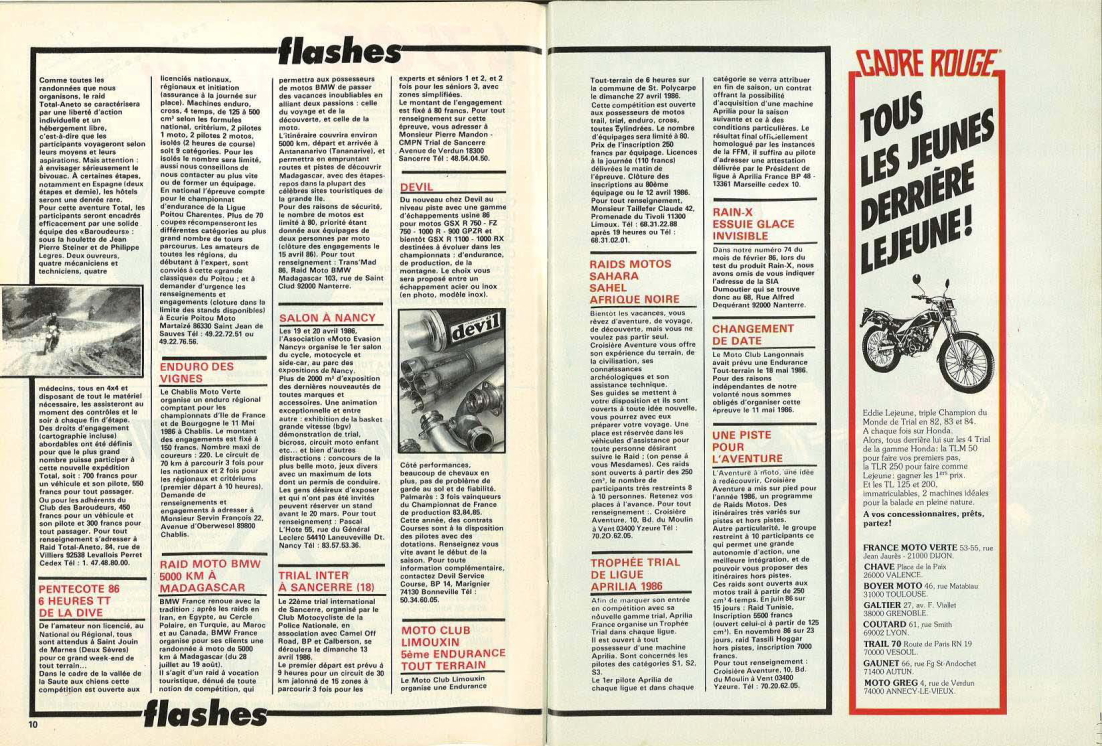 flashes
Comme toutes les
randonnées que nous
organisons, le raid
Total-Aneto se caractérisera
par une liberté d'action
individuelle et un
hébergement libre,
c'est-à-dire que les
participants voyageront selon
leurs moyens et leurs
aspirations. Mais attention :
à envisager sérieusement le
bivouac. A certaines étapes,
notamment en Espagne (deux
étapes et demie), les hôtels
seront une denrée rare.
Pour cette aventure Total, les
participants seront encadrés
efficacement par une solide
équipe des «Baroudeurs» :
sous la houlette de Jean
Pierre Steiner et de Philippe
Legres. Deux ouvreurs,
quatre mécaniciens et
techniciens, quatre
médecins, tous en 4x4 et
disposant de tout le matériel
nécessaire, les assisteront au
moment des contrôles et le
soir à chaque fin d'étape.
Des droits d'engagement
(cartographie incluse)
abordables ont été définis
pour que le plus grand
nombre puisse participer à
cette nouvelle expédition
Total, soit : 700 francs pour
un véhicule et son pilote, 550
francs pour tout passager.
Ou pour les adhérents du
Club des Baroudeurs, 450
francs pour un véhicule et
son pilote et 300 francs pour
tout passager. Pour tout
renseignement s'adresser à
Raid Total-Aneto, 84, rue de
Villiers 92538 Levallois Perret
Cedex Tél : 1. 47.48.80.00.
PENTECOTE 86
6 HEURES TT
DE LA DIVE
De l'amateur non licencié, au
National ou Régional, tous
sont attendus à Saint Jouin
de Marnes (Deux Sèvres)
pour ce grand week-end de
tout terrain...
Dans le cadre de la vallée de
la Saute aux chiens cette
compétition est ouverte aux
licenciés nationaux,
régionaux et initiation
(assurance à la journée sur
place). Machines enduro,
cross, 4 temps, de 125 à 500
cm³ selon les formules
national, critérium, 2 pilotes
1 moto, 2 pilotes 2 motos,
isolés (2 heures de course)
soit 9 catégories. Pour les
isolés le nombre sera limité,
aussi nous conseillons de
nous contacter au plus vite
ou de former un équipage.
En national l'épreuve compte
pour le championnat
d'endurance de la Ligue
Poitou Charentes. Plus de 70
coupes récompenseront les
différentes catégories au plus
grand nombre de tours
parcourus. Les amateurs de
toutes les régions, du
débutant à l'expert, sont
conviés à cette «grande
classique» du Poitou ; et à
demander d'urgence les
renseignements et
engagements (cloture dans la
limite des stands disponibles)
à Ecurie Poitou Moto
Martaizé 86330 Saint Jean de
Sauves Tél : 49.22.72.51 ou
49.22.76.56.
ENDURO DES
VIGNES
Le Chablis Moto Verte
organise un enduro régional
comptant pour les
championnats d'Ile de France
et de Bourgogne le 11 Mai
1986 à Chablis. Le montant
des engagements est fixé à
150 francs. Nombre maxi de
coureurs : 220. Le circuit de
70 km à parcourir 3 fois pour
les nationaux et 2 fois pour
les régionaux et critériums
(premier départ à 10 heures).
Demande de
renseignements et
engagements à adresser à
Monsieur Servin François 22,
Avenue d'Oberwesel 89800
Chablis.
RAID MOTO BMW
5000 KM À
MADAGASCAR
BMW France renoue avec la
tradition : après les raids en
Iran, en Egypte, au Cercle
Polaire, en Turquie, au Maroc
et au Canada, BMW France
organise pour ses clients une
randonnée à moto de 5000
km à Madagascar (du 28
juillet au 19 août).
Il s'agit d'un raid à vocation
touristique, dénué de toute
notion de compétition, qui
permettra aux possesseurs
de motos BMW de passer
des vacances inoubliables en
alliant deux passions : celle
du voyage et de la
découverte, et celle de la
moto.
L'itinéraire couvrira environ
5000 km, départ et arrivée à
Antananarivo (Tananarive), et
permettra en empruntant
routes et pistes de découvrir
Madagascar, avec des étapes-
repos dans la plupart des
célèbres sites touristiques de
la grande Ile.
Pour des raisons de sécurité,
le nombre de motos est
limité à 80, priorité étant
donnée aux équipages de
deux personnes par moto
(clôture des engagements le
15 avril 86). Pour tout
renseignement : Trans'Mad
86, Raid Moto BMW
Madagascar 103, rue de Saint
Clud 92000 Nanterre.
SALON À NANCY
Les 19 et 20 avril 1986,
l'Association «Moto Evasion
Nancy» organise le 1er salon
du cycle, motocycle et
side-car, au parc des
expositions de Nancy.
Plus de 2000 m² d'exposition
des dernières nouveautés de
toutes marques et
accessoires. Une animation
exceptionnelle et entre
autre : exhibition de la basket
grande vitesse (bgv)
démonstration de trial,
bicross, circuit moto enfant
etc... et bien d'autres
distractions : concours de la
plus belle moto, jeux divers
avec un maximum de lots
dont un permis de conduire.
Les gens désireux d'exposer
et qui n'ont pas été invités
peuvent réserver un stand
avant le 20 mars. Pour tout
renseignement : Pascal
L'Hote 55, rue du Général
Leclerc 54410 Laneuveville Dt.
Nancy Tél : 83.57.53.36.
TRIAL INTER
À SANCERRE (18)
Le 22ème trial international
de Sancerre, organisé par le
Club Motocycliste de la
Police Nationale, en
association avec Camel Off
Road, BP et Calberson, se
déroulera le dimanche 13
avril 1986.
Le premier départ est prévu à
9 heures pour un circuit de 30
km jalonné de 15 zones à
parcourir 3 fois pour les
experts et séniors 1 et 2, et 2
fois pour les séniors 3, avec
zones simplifiées.
Le montant de l'engagement
est fixé à 80 francs. Pour tout
renseignement sur cette
épreuve, vous adresser à
Monsieur Pierre Mandon -
CMPN Trial de Sancerre
Avenue de Verdun 18300
Sancerre Tél : 48.54.04.50.
DEVIL
Du nouveau chez Devil au
niveau piste avec une gamme
d'échappements usine 86
pour motos GSX R 750 - FZ
750 - 1000 R - 900 GPZR et
bientôt GSX R 1100 - 1000 RX
destinées à évoluer dans les
championnats : d'endurance,
de production, de la
montagne. Le choix vous
sera proposé entre un
échappement acier ou inox
(en photo, modèle inox).
devil
Côté performances,
beaucoup de chevaux en
plus, pas de problème de
garde au sol et de fiabilité.
Palmarès : 3 fois vainqueurs
du Championnat de France
de production 83,84,85.
Cette année, des contrats
Courses sont à la disposition
des pilotes avec des
dotations. Renseignez vous
vite avant le début de la
saison. Pour toute
information complémentaire,
contactez Devil Service
Course, BP 14, Marignier
74130 Bonneville Tél :
50.34.60.05.
MOTO CLUB
LIMOUXIN
5ème ENDURANCE
TOUT TERRAIN
Le Moto Club Limouxin
organise une Endurance
10
flashes
Tout-terrain de 6 heures sur
la commune de St. Polycarpe
le dimanche 27 avril 1986.
Cette compétition est ouverte
aux possesseurs de motos
trail, trial, enduro, cross,
toutes cylindrées. Le nombre
d'équipages sera limité à 80.
Prix de l'inscription 250
francs par équipage. Licences
à la journée (110 francs)
délivrées le matin de
l'épreuve. Clôture des
inscriptions au 80ème
équipage ou le 12 avril 1986.
Pour tout renseignement,
Monsieur Taillefer Claude 42,
Promenade du Tivoli 11300
Limoux. Tél : 68.31.22.88
après 19 heures ou Tél :
68.31.02.01.
RAIDS MOTOS
SAHARA
SAHEL
AFRIQUE NOIRE
Bientôt les vacances, vous
rêvez d'aventure, de voyage,
de découverte, mais vous ne
voulez pas partir seul.
Croisière Aventure vous offre
son expérience du terrain, de
la civilisation, ses
connaissances
archéologiques et son
assistance technique.
Ses guides se mettent à
votre disposition et ils sont
ouverts à toute idée nouvelle,
vous pourrez avec eux
préparer votre voyage. Une
place est réservée dans les
véhicules d'assistance pour
toute personne désirant
suivre le Raid : (on pense à
vous Mesdames). Ces raids
sont ouverts à partir des 250
cm³, le nombre de
participants très restreints 8
à 10 personnes. Retenez vos
places à l'avance. Pour tout
renseignement :. Croisière,
Aventure, 10, Bd. du Moulin
à Vent 03400 Yzeure Tél :
70.20.62.05.
TROPHÉE TRIAL
DE LIGUE
APRILIA 1986
Afin de marquer son entrée
en compétition avec sa
nouvelle gamme trial, Aprilia
France organise un Trophée
Trial dans chaque ligue.
Il est ouvert à tout
possesseur d'une machine
Aprilia. Sont concernés les
pilotes des catégories S1, S2,
S3.
Le 1er pilote Aprilia de
chaque ligue et dans chaque
catégorie se verra attribuer
en fin de saison, un contrat
offrant la possibilité
d'acquisition d'une machine
Aprilia pour la saison
suivante et ce à des
conditions particulières. Le
résultat final officiellement
homologué par les instances
de la FFM, il suffira au pilote
d'adresser une attestation
délivrée par le Président de
ligue à Aprilia France BP 48 -
13361 Marseille cedex 10.
RAIN-X
ESSUIE GLACE
INVISIBLE
Dans notre numéro 74 du
mois de février 86, lors du
test du produit Rain-X, nous
avons omis de vous indiquer
l'adresse de la SIA
Dumoutier qui se trouve
donc au 68, Rue Alfred
Dequérant 92000 Nanterre.
CHANGEMENT
DE DATE
Le Moto Club Langonnais
avait prévu une Endurance
Tout-terrain le 18 mai 1986.
Pour des raisons
indépendantes de notre
volonté nous sommes
obligés d'organiser cette
épreuve le 11 mai 1986.
UNE PISTE
POUR
L'AVENTURE
L'Aventure à moto, une idée
à redécouvrir. Croisière
Aventure a mis sur pied pour
l'année 1986, un programme
de Raids Motos. Des
itinéraires très variés sur
pistes et hors pistes.
Autre particularité, le groupe
restreint à 10 participants ce
qui permet une grande
autonomie d'action, une
meilleure intégration, et de
pouvoir vous proposer des
itinéraires hors pistes.
Ces raids sont ouverts aux
motos trail à partir de 250
cm³ 4-temps. En juin 86 sur
15 jours : Raid Tunisie.
Inscription 5500 francs
(ouvert celui-ci à partir de 125
cm³). En novembre 86 sur 23
jours, raid Tassili Hoggar
hors pistes, inscription 7000
francs.
Pour tout renseignement :
Croisière Aventure, 10, Bd.
du Moulin à Vent 03400
Yzeure. Tél : 70.20.62.05.
CADRE ROUGE
TOUS
LES JEUNES
DERRIÈRE
LEJEUNE!
Eddie Lejeune, triple Champion du
Monde de Trial en 82, 83 et 84.
A chaque fois sur Honda.
Alors, tous derrière lui sur les 4 Trial
de la gamme Honda: la TLM 50
pour faire vos premiers pas,
la TLR 250 pour faire comme
Lejeune: gagner les 1ers prix.
Et les TL 125 et 200,
immatriculables, 2 machines idéales
pour la balade en pleine nature.
A vos concessionnaires, prêts,
partez!
FRANCE MOTO VERTE 53-55, rue
Jean Jaurès - 21000 DIJON.
CHAVE Place de la Paix
26000 VALENCE.
BOYER MOTO 46, rue Matabiau
31000 TOULOUSE.
GALTIER 27, av. F. Viallet
38000 GRENOBLE.
COUTARD 61, rue Smith
69002 LYON.
TRAIL 70 Route de Paris RN 19
70000 VESOUL.
GAUNET 66, rue Fg St-Andochet
71400 AUTUN.
MOTO GREG 4, rue de Verdun
74000 ANNECY-LE-VIEUX.